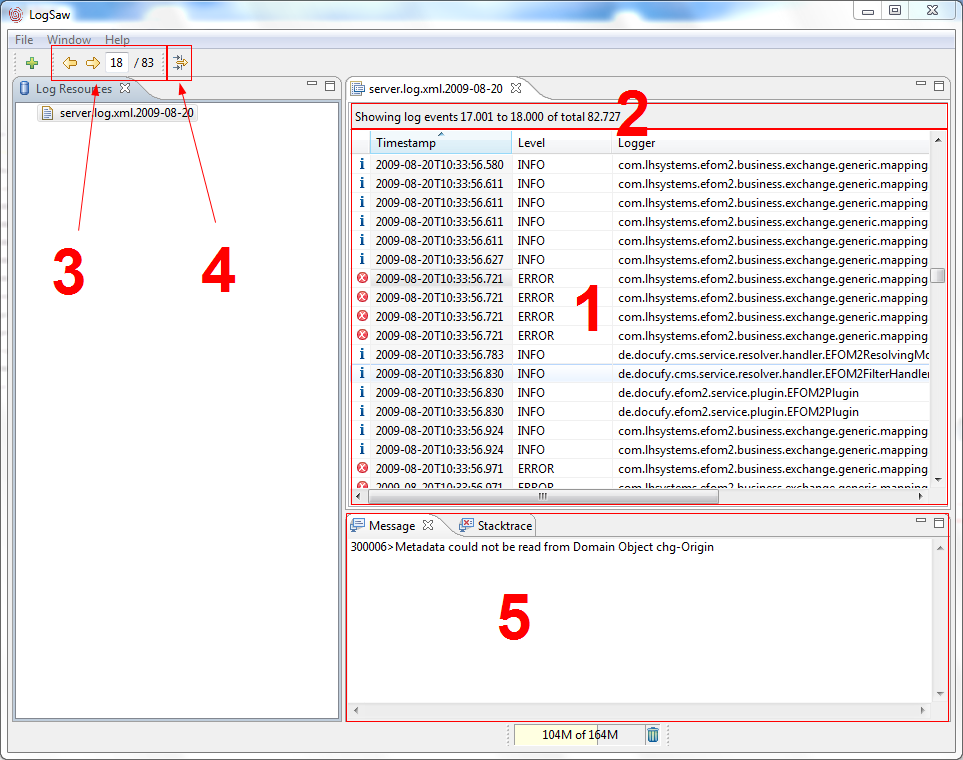 LogSaw
File Window Help
18 / 83
Log Resources
server.log.xml.2009-08-20
server.log.xml.2009-08-20
Showing log events 17.001 to 18.000 of total 82.727
2
Timestamp Level Logger
2009-08-20T10:33:56.580 INFO com.lhsystems.efom2.business.exchange.generic.mapping
2009-08-20T10:33:56.611 INFO com.lhsystems.efom2.business.exchange.generic.mapping
2009-08-20T10:33:56.611 INFO com.lhsystems.efom2.business.exchange.generic.mapping
2009-08-20T10:33:56.611 INFO com.lhsystems.efom2.business.exchange.generic.mapping
2009-08-20T10:33:56.611 INFO com.lhsystems.efom2.business.exchange.generic.mapping
2009-08-20T10:33:56.627 INFO com.lhsystems.efom2.business.exchange.generic.mapping
2009-08-20T10:33:56.721 ERROR com.lhsystems.efom2.business.exchange.generic.mapping
2009-08-20T10:33:56.721 ERROR com.lhsystems.efom2.business.exchange.generic.mapping
2009-08-20T10:33:56.721 ERROR com.lhsystems.efom2.business.exchange.generic.mapping
2009-08-20T10:33:56.721 ERROR com.lhsystems.efom2.business.exchange.generic.mapping
2009-08-20T10:33:56.783 INFO de.docufy.cms.service.resolver.handler.EFOM2ResolvingMo
2009-08-20T10:33:56.830 INFO de.docufy.cms.service.resolver.handler.EFOM2FilterHandler
2009-08-20T10:33:56.830 INFO de.docufy.efom2.service.plugin.EFOM2Plugin
2009-08-20T10:33:56.830 INFO de.docufy.efom2.service.plugin.EFOM2Plugin
2009-08-20T10:33:56.924 INFO com.lhsystems.efom2.business.exchange.generic.mapping
2009-08-20T10:33:56.924 INFO com.lhsystems.efom2.business.exchange.generic.mapping
2009-08-20T10:33:56.971 ERROR com.lhsystems.efom2.business.exchange.generic.mapping
2009-08-20T10:33:56.971 ERROR com.lhsystems.efom2.business.exchange.generic.mapping
1
3
4
Message Stacktrace
300006>Metadata could not be read from Domain Object chg-Origin
5
104M of 164M